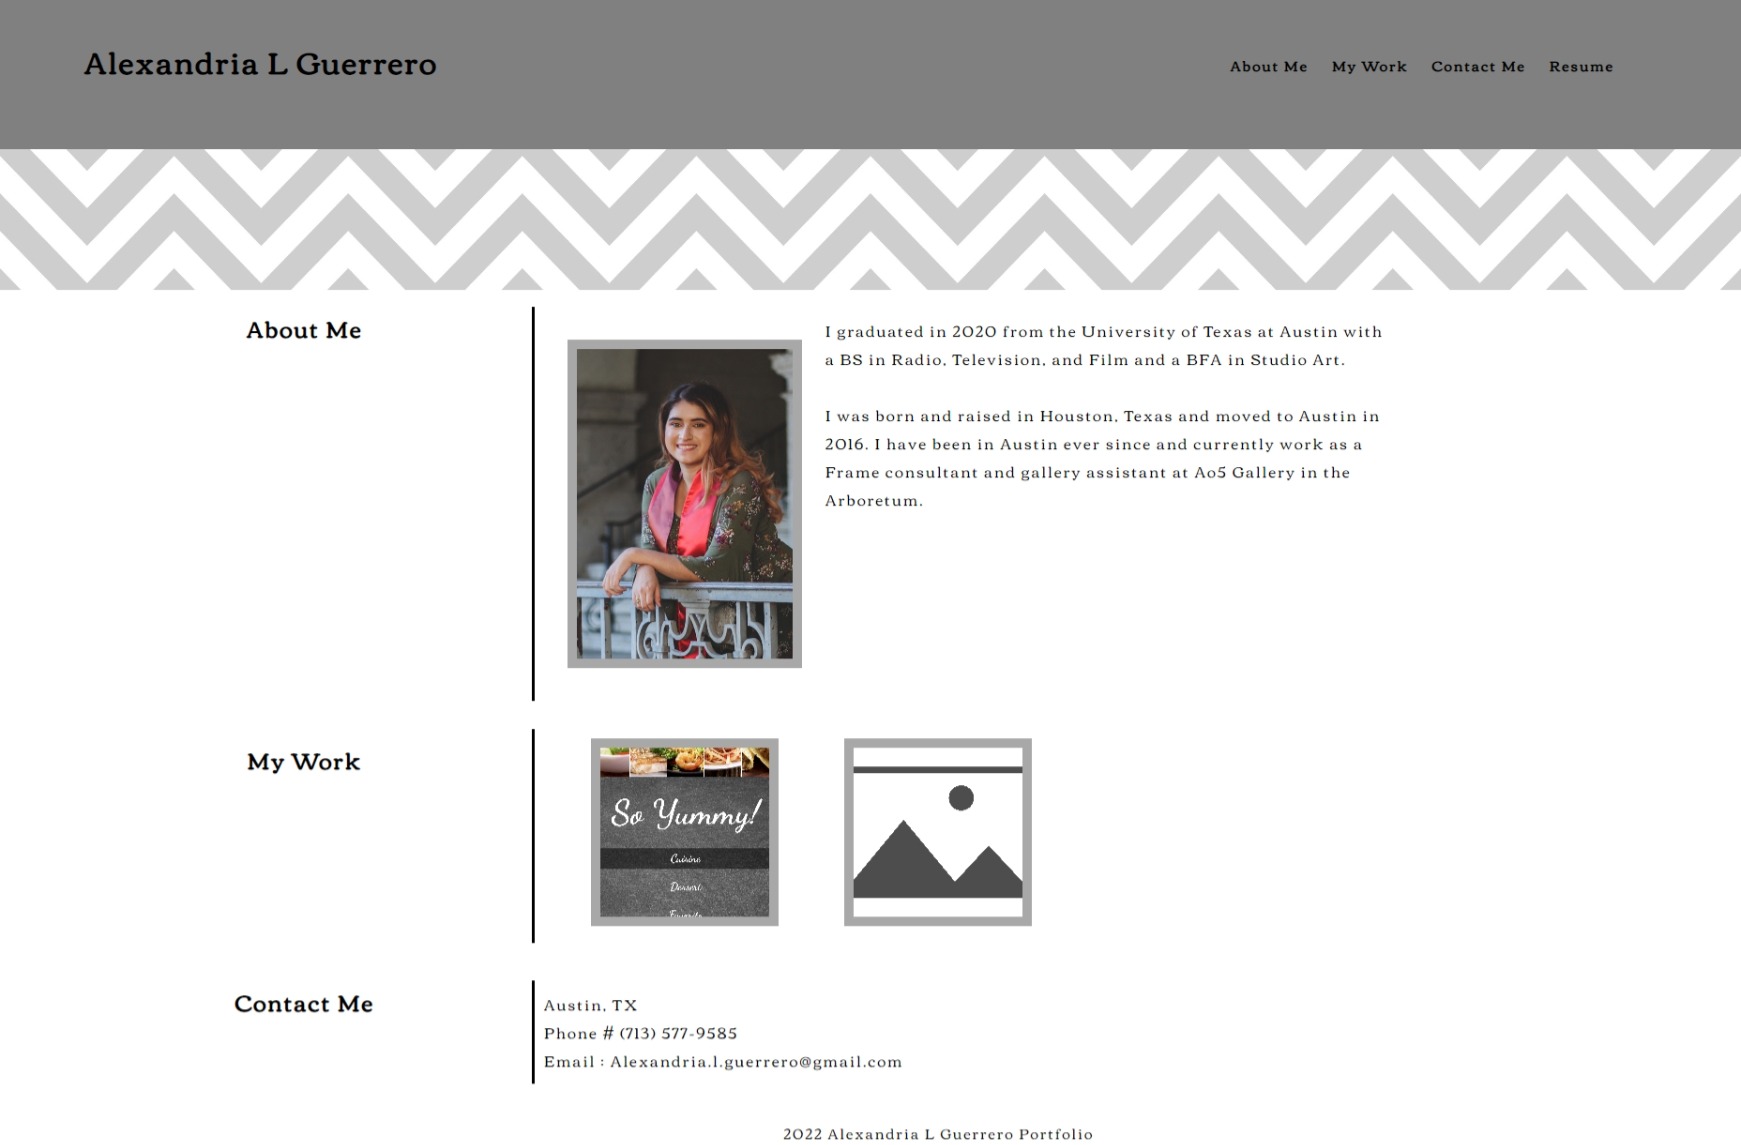 Alexandria L Guerrero
About Me My Work Contact Me Resume
About Me
I graduated in 2020 from the University of Texas at Austin with
a BS in Radio, Television, and Film and a BFA in Studio Art.
I was born and raised in Houston, Texas and moved to Austin in
2016. I have been in Austin ever since and currently work as a
Frame consultant and gallery assistant at Ao5 Gallery in the
Arboretum.
My Work
So Yummy!
Cuisine
Dessert
Favorite
Contact Me
Austin, TX
Phone # (713) 577-9585
Email : Alexandria.l.guerrero@gmail.com
2022 Alexandria L Guerrero Portfolio